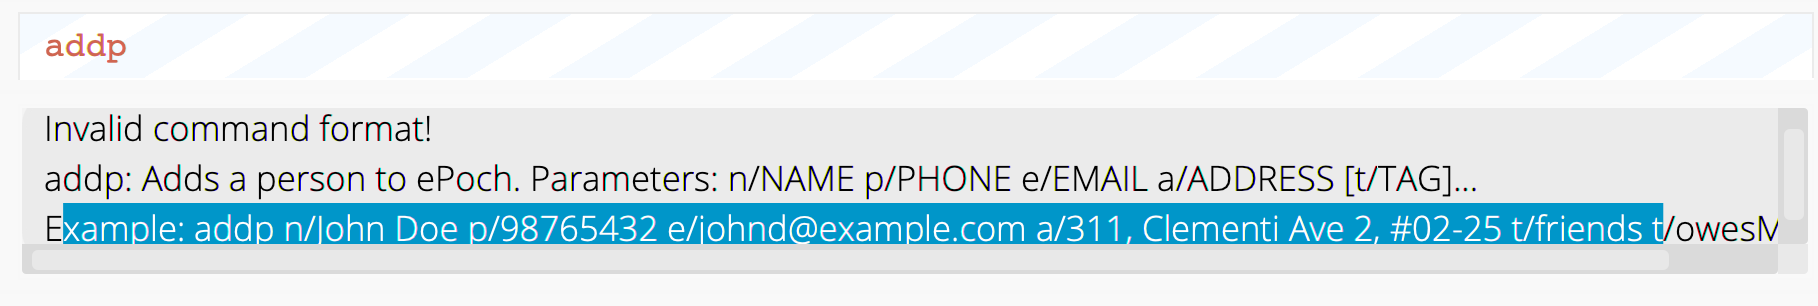 addp
Invalid command format!
addp: Adds a person to ePoch. Parameters: n/NAME p/PHONE e/EMAIL a/ADDRESS [t/TAG]...
Example: addp n/John Doe p/98765432 e/johnd@example.com a/311, Clementi Ave 2, #02-25 t/friends t/owesM